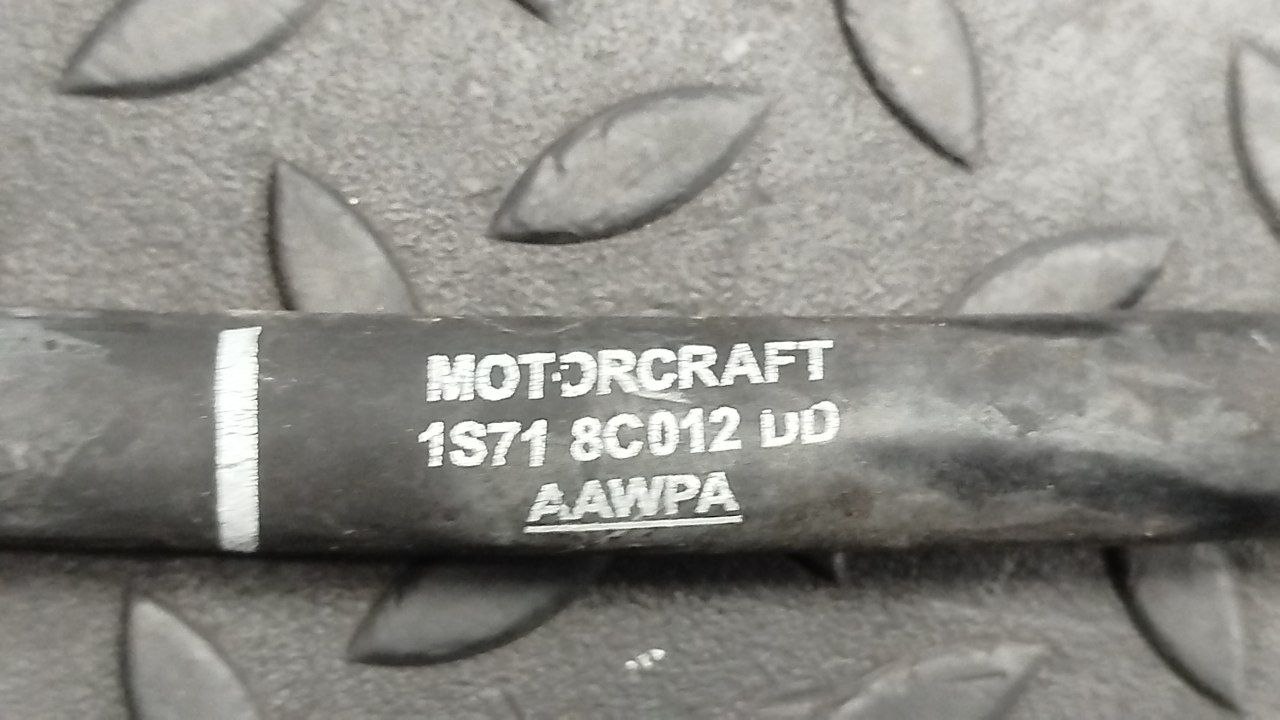 MOTORCRAFT
1S71 8C012 DD
AAWPA